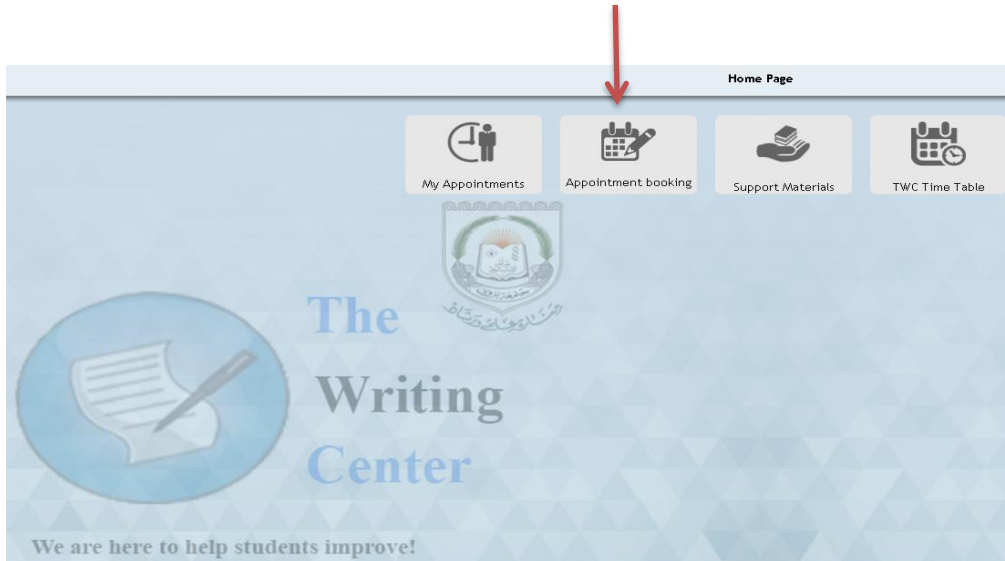 Home Page
My Appointments
Appointment booking
Support Materials
TWC Time Table
The
Writing
Center
We are here to help students improve!